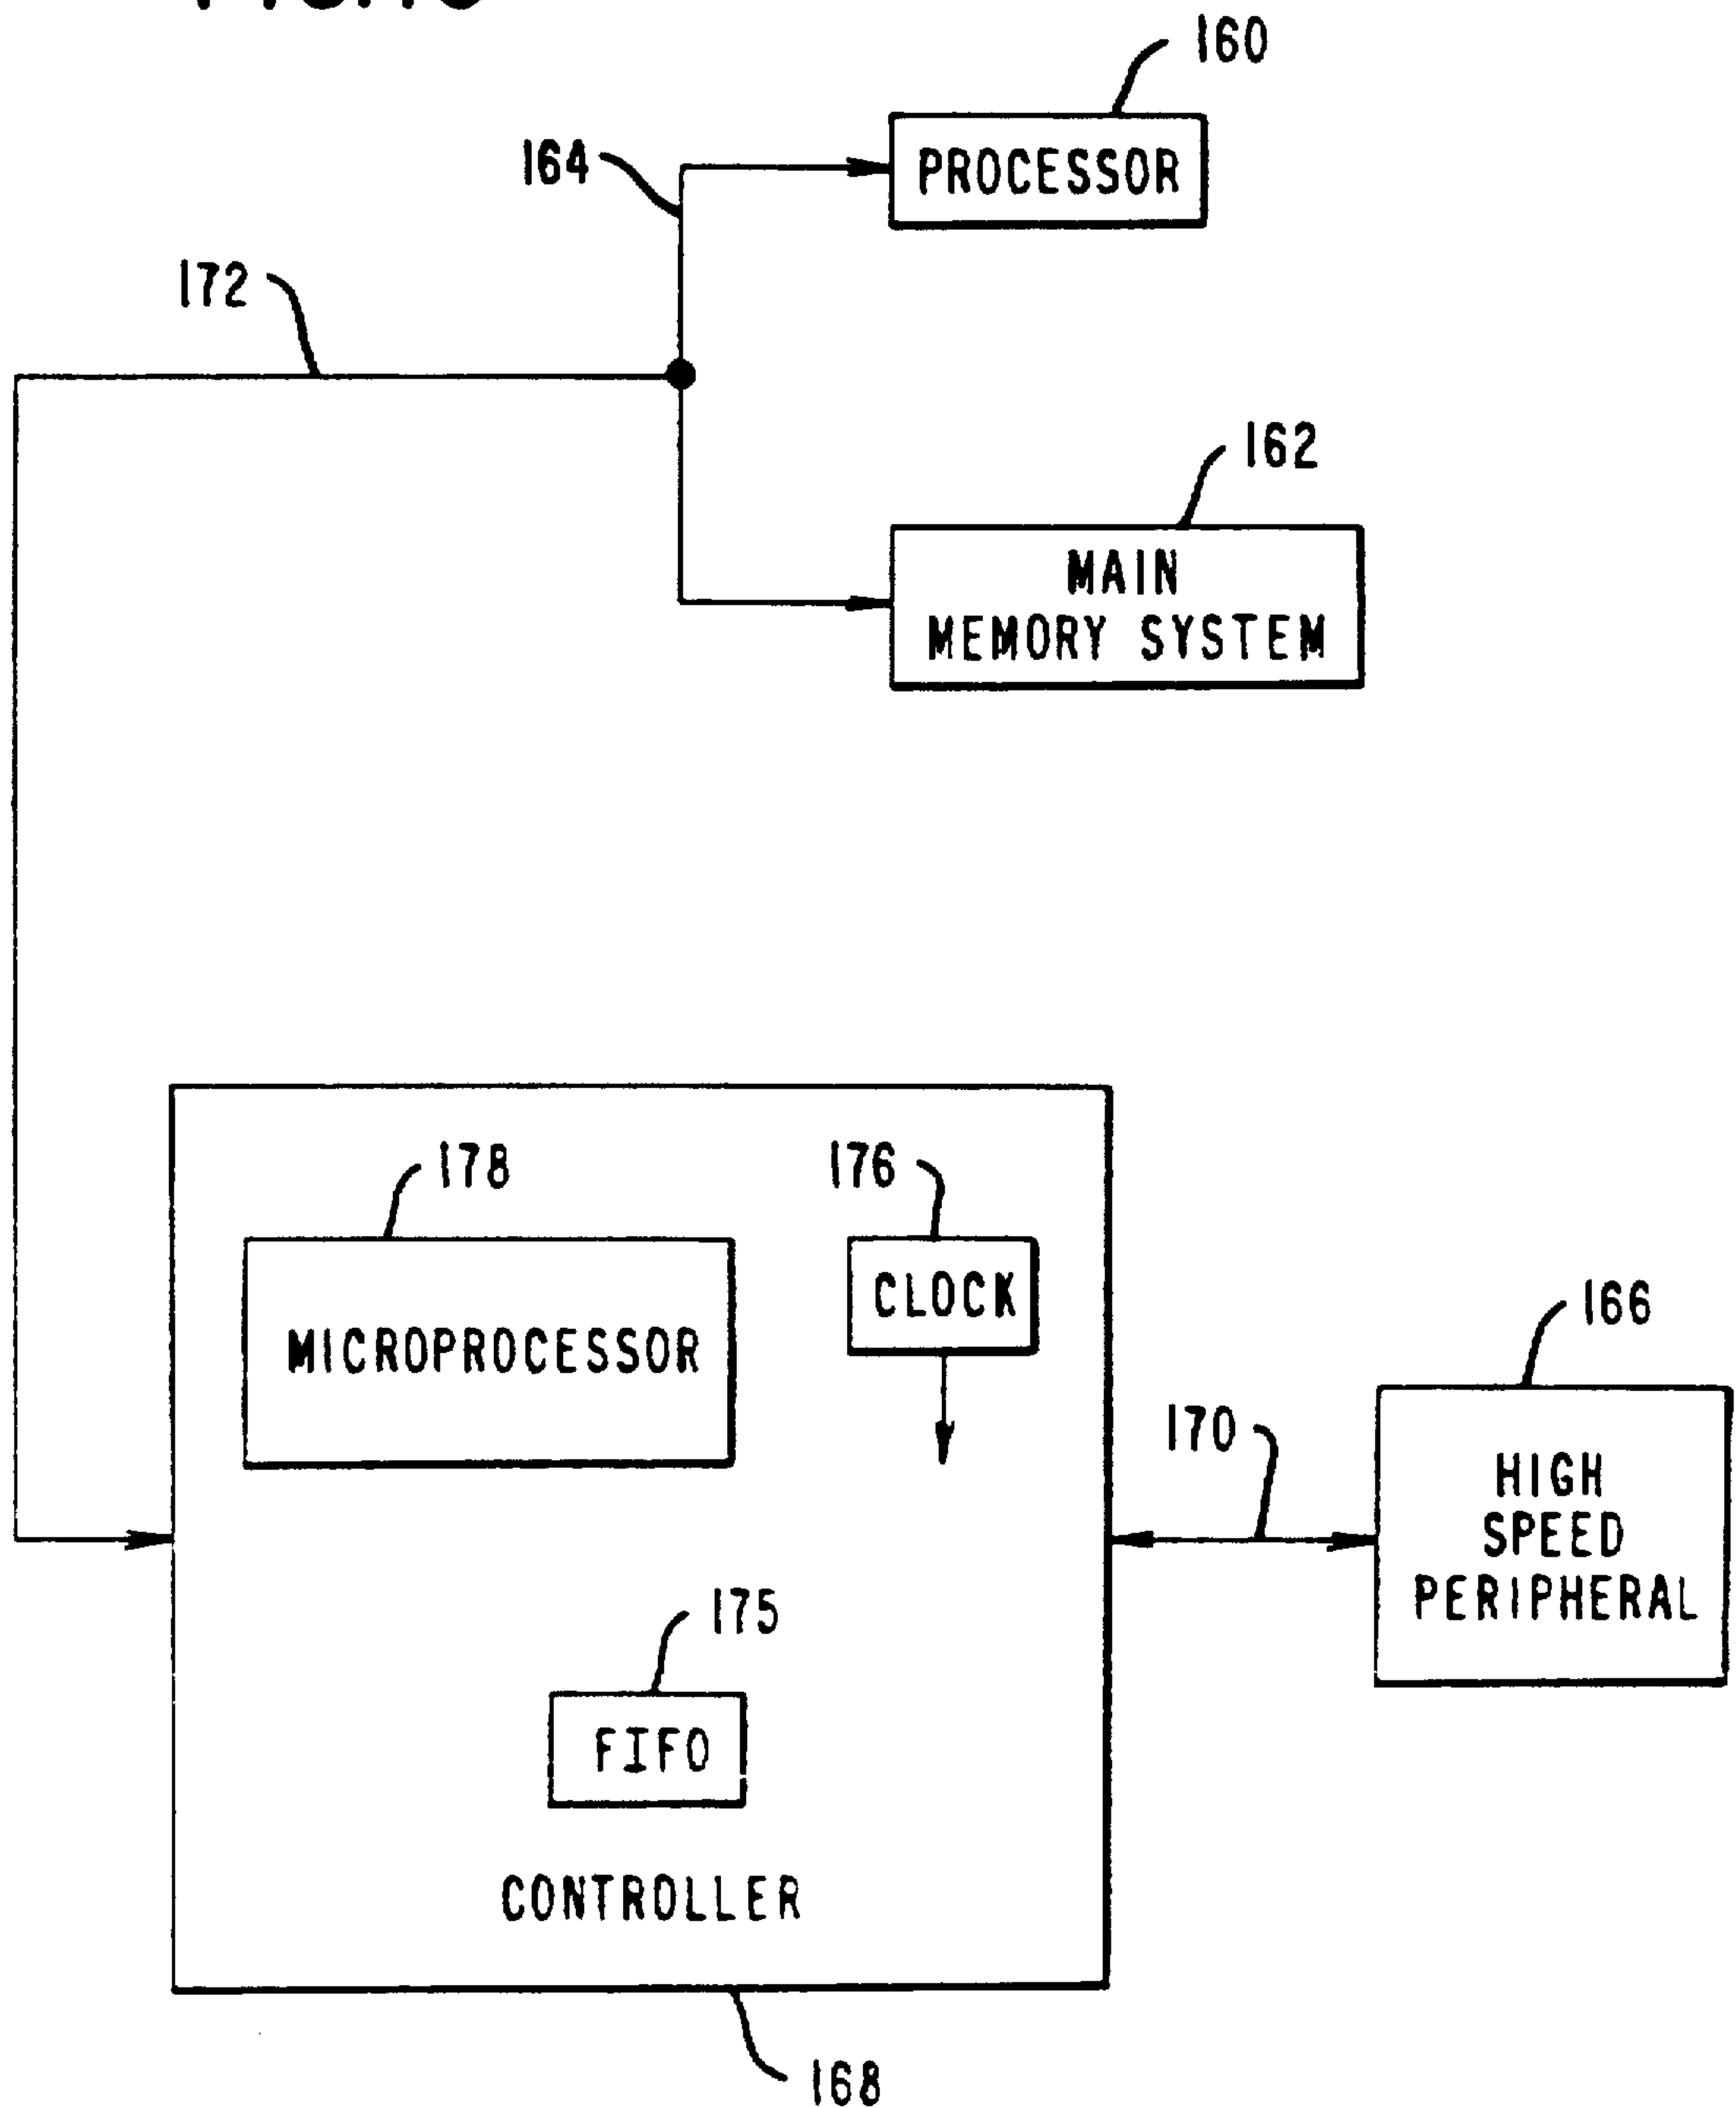 160
PROCESSOR
164
172
162
MAIN
MEMORY SYSTEM
178
176
MICROPROCESSOR
CLOCK
166
170
HIGH
SPEED
PERIPHERAL
175
FIFO
CONTROLLER
168